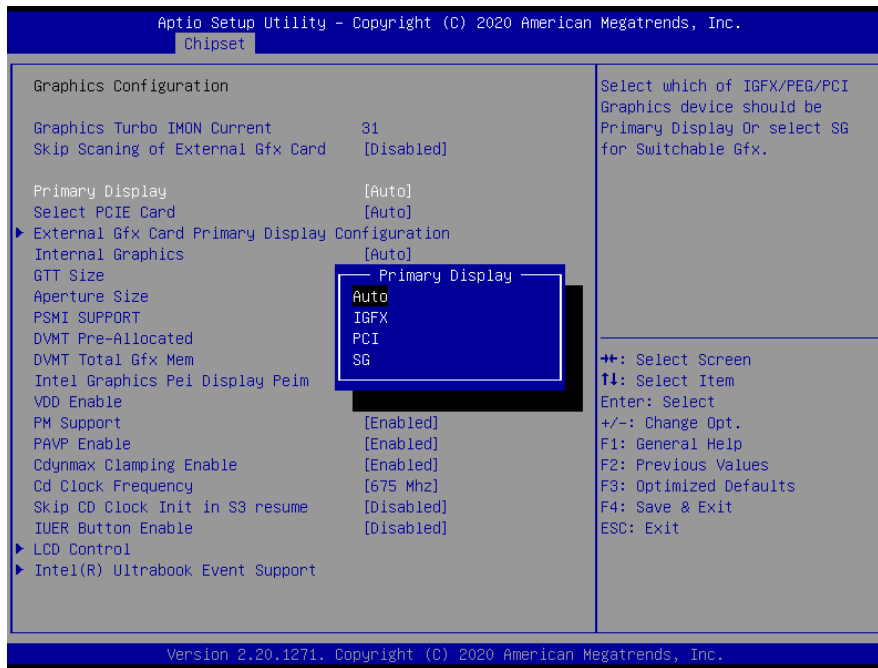 Aptio Setup Utility – Copyright (C) 2020 American Megatrends, Inc.
Chipset
Graphics Configuration
Graphics Turbo IMON Current 31
Skip Scaning of External Gfx Card [Disabled]
Primary Display [Auto]
Select PCIE Card [Auto]
External Gfx Card Primary Display Configuration
Internal Graphics [Auto]
GTT Size
Aperture Size
PSMI SUPPORT
DVMT Pre-Allocated
DVMT Total Gfx Mem
Intel Graphics Pei Display Peim
VDD Enable
PM Support [Enabled]
PAVP Enable [Enabled]
Cdynmax Clamping Enable [Enabled]
Cd Clock Frequency [675 Mhz]
Skip CD Clock Init in S3 resume [Disabled]
IUER Button Enable [Disabled]
LCD Control
Intel(R) Ultrabook Event Support
Primary Display
Auto
IGFX
PCI
SG
Select which of IGFX/PEG/PCI
Graphics device should be
Primary Display Or select SG
for Switchable Gfx.
→←: Select Screen
↑↓: Select Item
Enter: Select
+/-: Change Opt.
F1: General Help
F2: Previous Values
F3: Optimized Defaults
F4: Save & Exit
ESC: Exit
Version 2.20.1271. Copyright (C) 2020 American Megatrends, Inc.